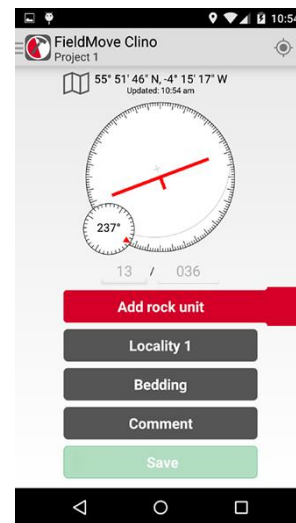 10:54
FieldMove Clino
Project 1
55° 51' 46" N, -4° 15' 17" W
Updated: 10:54 am
237°
13 / 036
Add rock unit
Locality 1
Bedding
Comment
Save